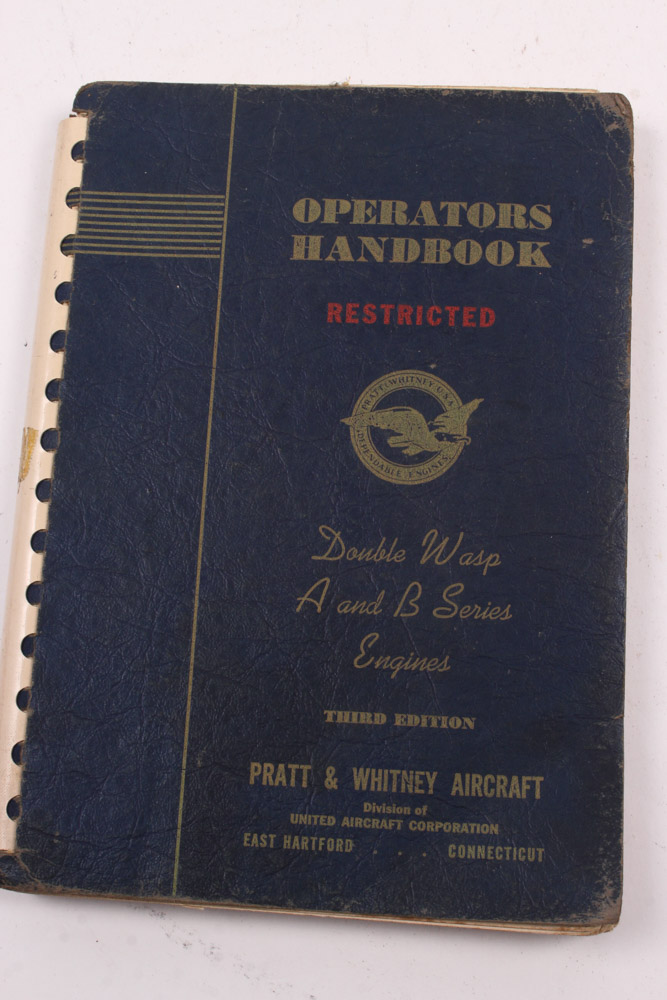 OPERATORS
HANDBOOK
RESTRICTED
PRATT & WHITNEY U.S.A.
DEPENDABLE ENGINES
Double Wasp
A and B Series
Engines
THIRD EDITION
PRATT & WHITNEY AIRCRAFT
Division of
UNITED AIRCRAFT CORPORATION
EAST HARTFORD . . . . CONNECTICUT